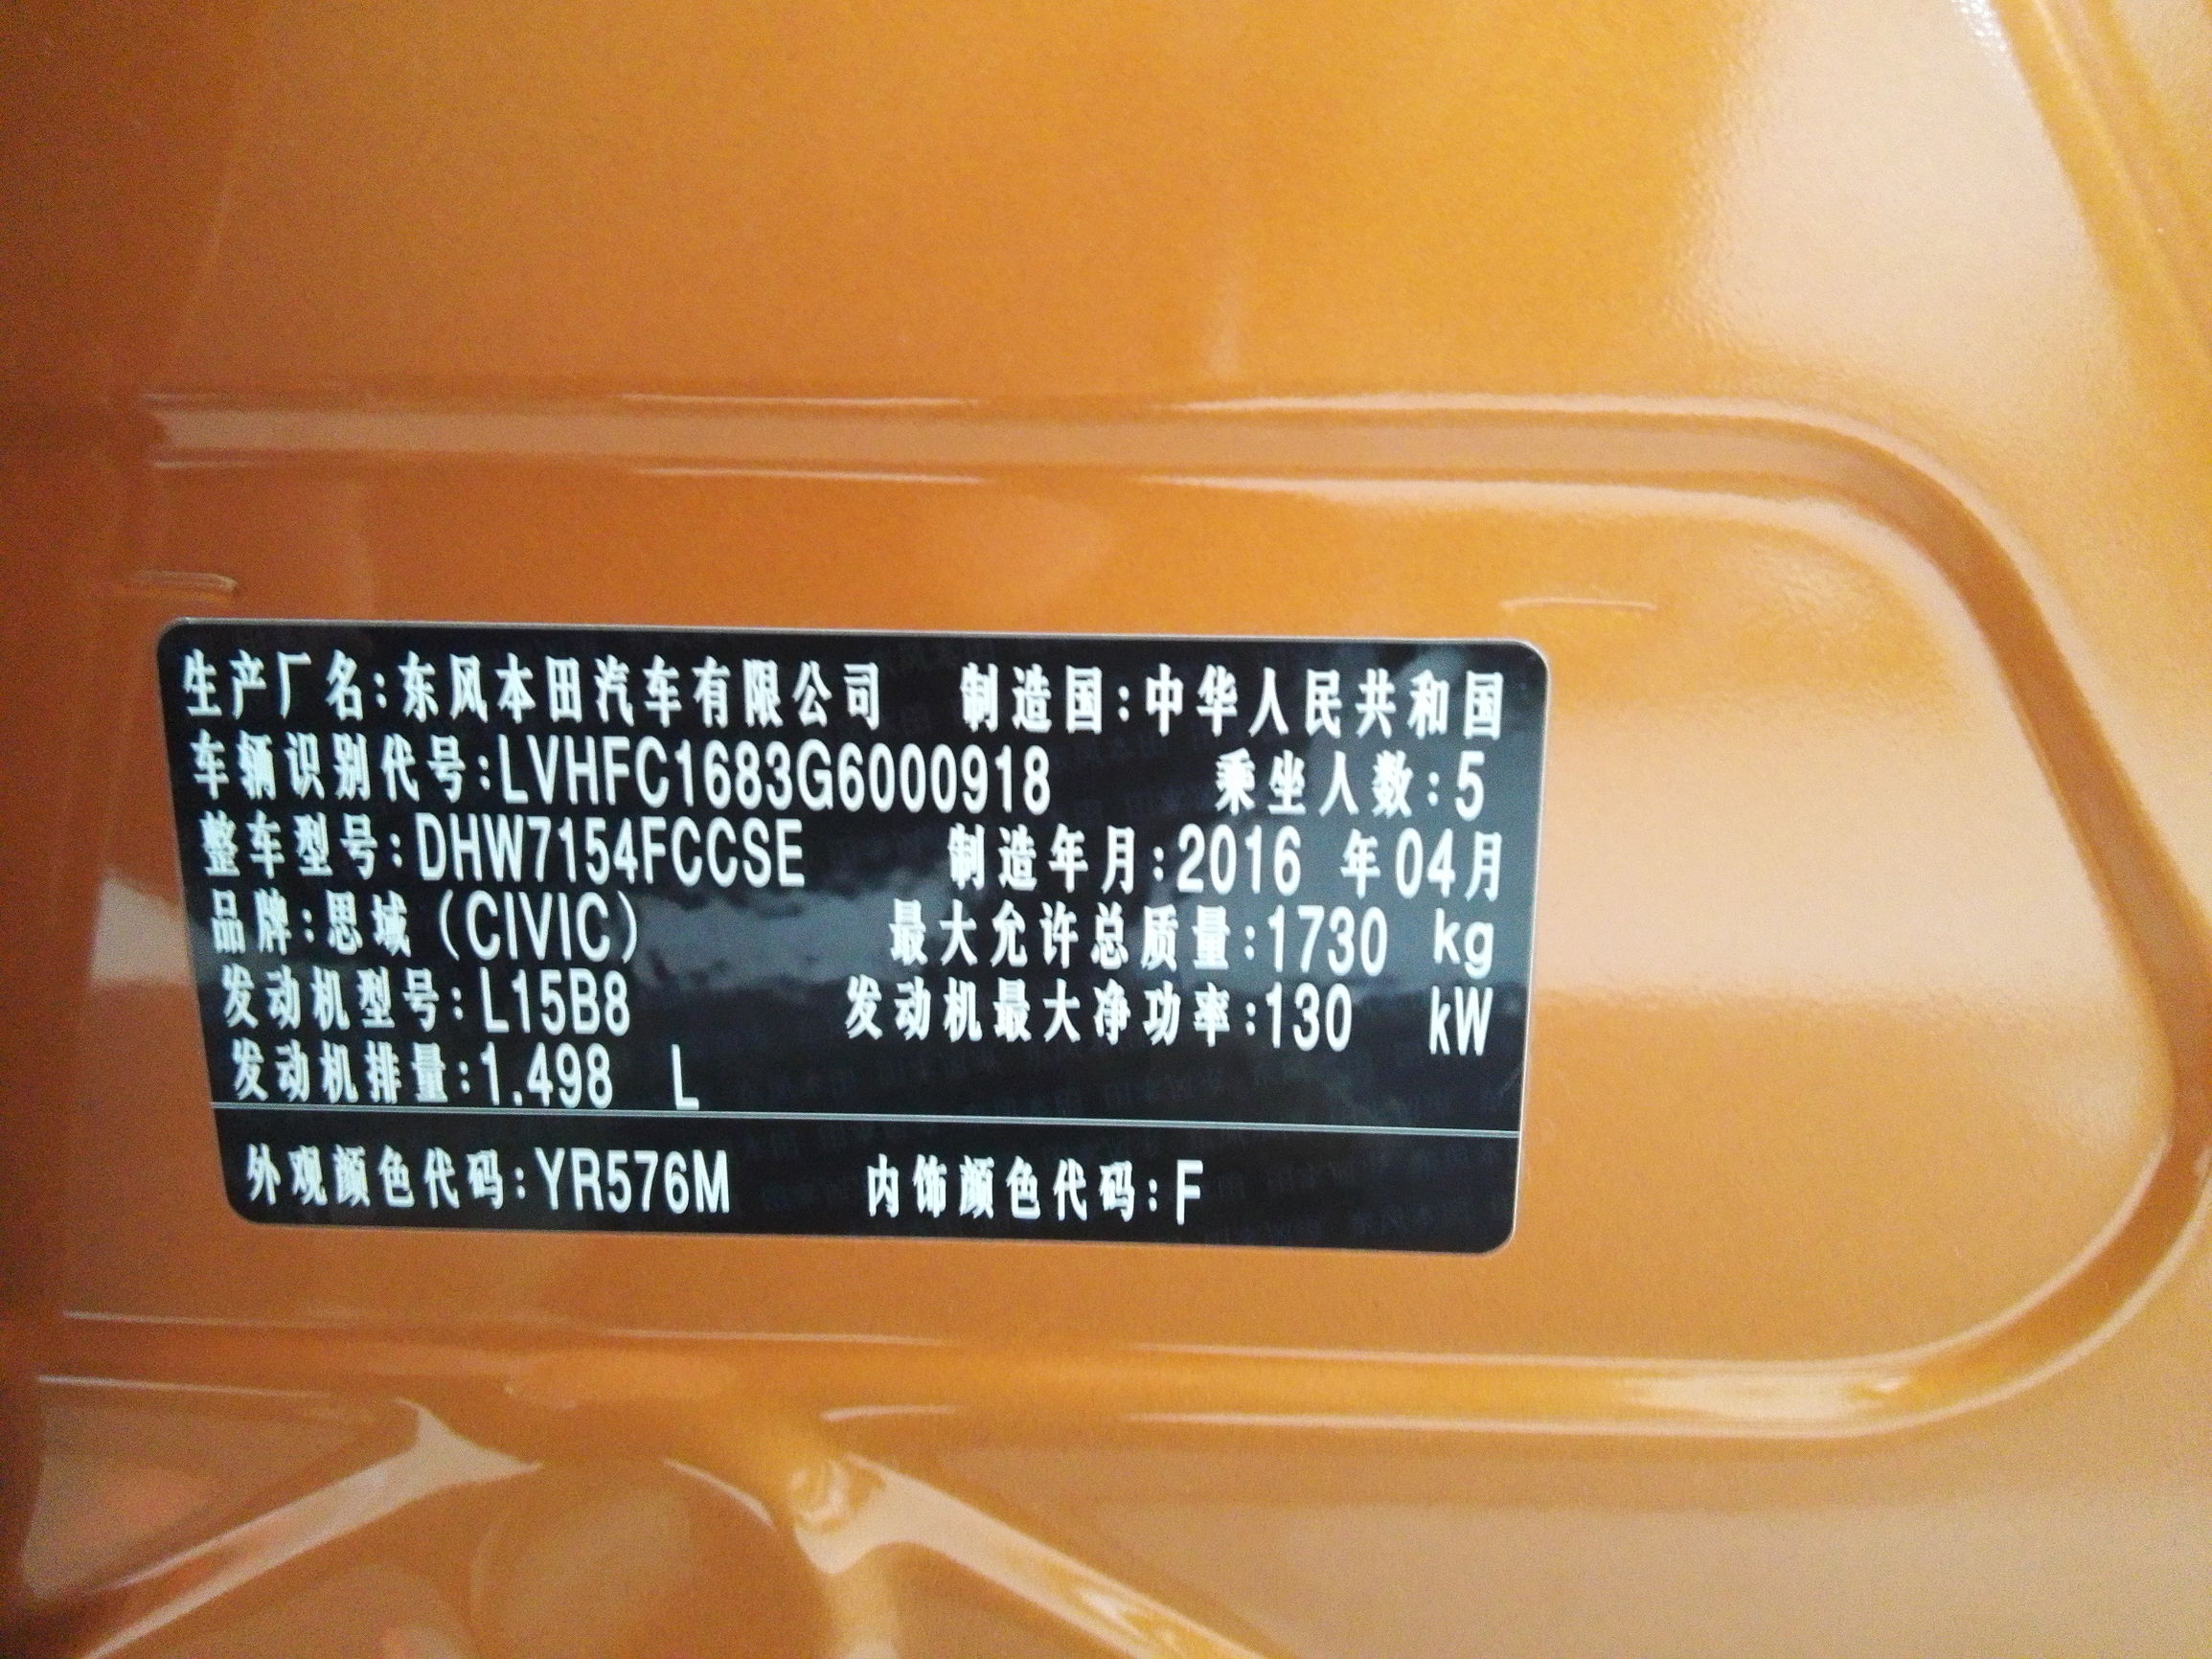 生产厂名:东风本田汽车有限公司 制造国:中华人民共和国
车辆识别代号:LVHFC1683G6000918 乘坐人数:5
整车型号:DHW7154FCCSE 制造年月:2016 年04月
品牌:思域（CIVIC） 最大允许总质量:1730 kg
发动机型号:L15B8 发动机最大净功率:130 kW
发动机排量:1.498 L
外观颜色代码:YR576M 内饰颜色代码:F